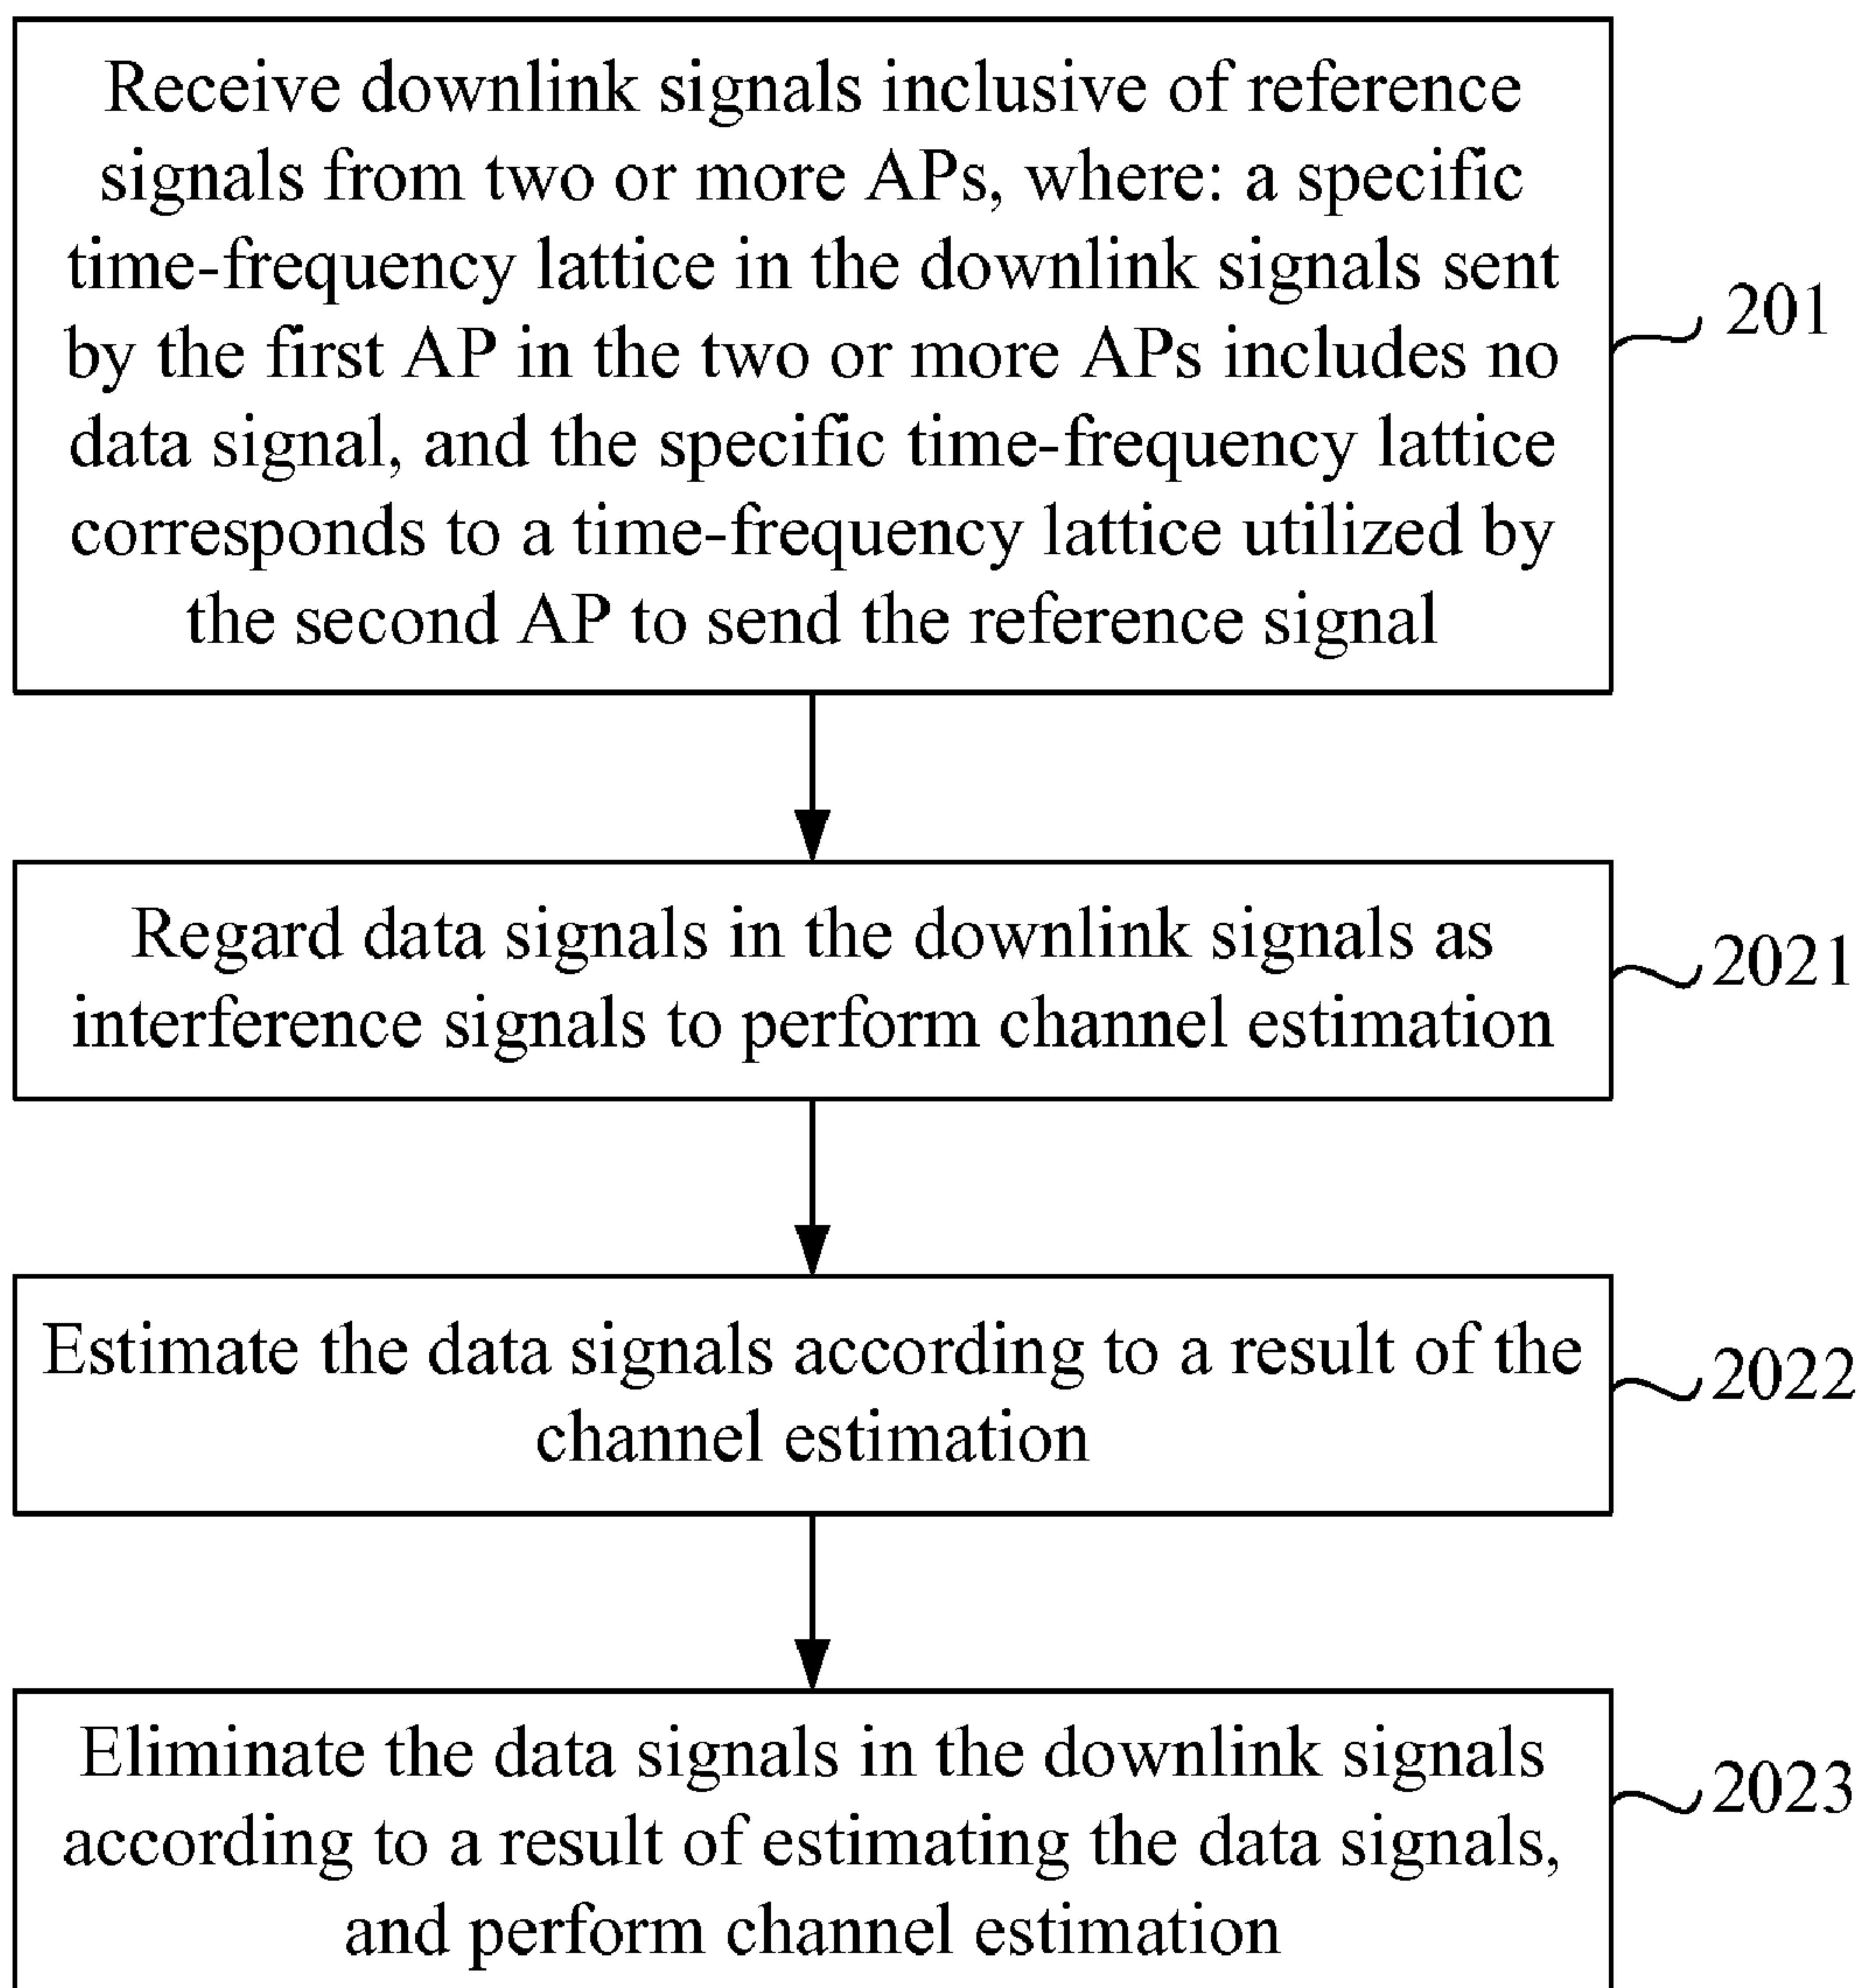 Receive downlink signals inclusive of reference
signals from two or more APs, where: a specific
time-frequency lattice in the downlink signals sent
by the first AP in the two or more APs includes no
data signal, and the specific time-frequency lattice
corresponds to a time-frequency lattice utilized by
the second AP to send the reference signal
201
Regard data signals in the downlink signals as
interference signals to perform channel estimation
2021
Estimate the data signals according to a result of the
channel estimation
2022
Eliminate the data signals in the downlink signals
according to a result of estimating the data signals,
and perform channel estimation
2023